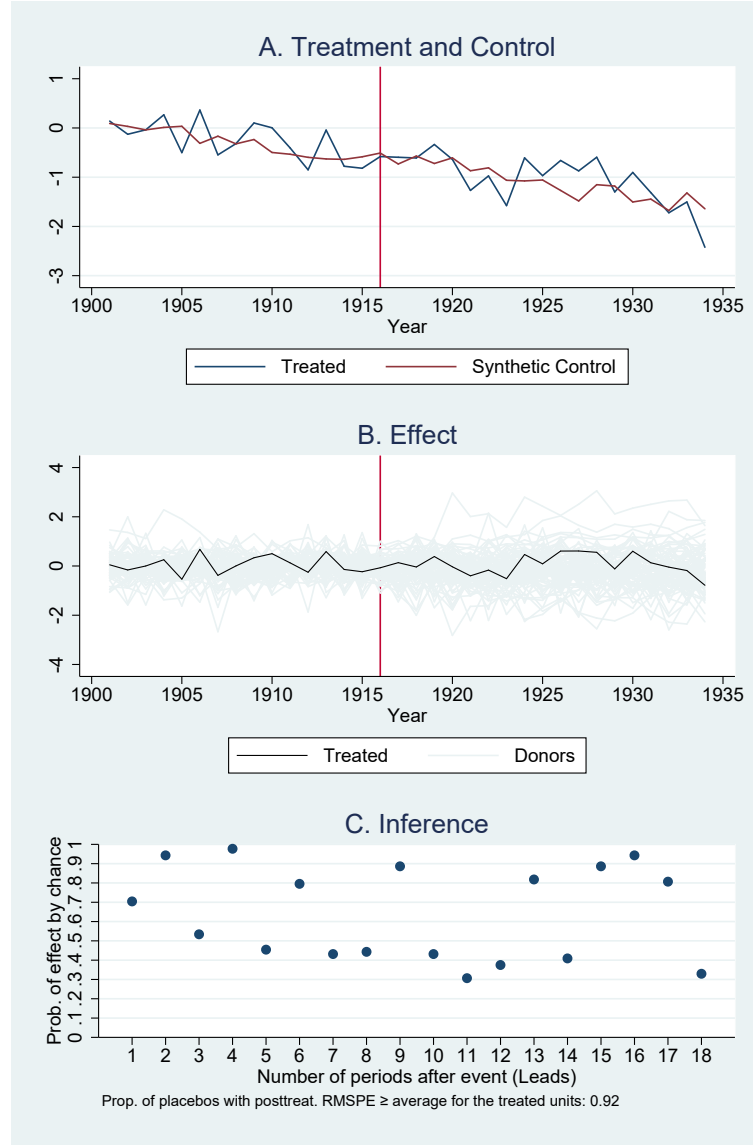 A. Treatment and Control
1
0
-1
-2
-3
1900 1905 1910 1915 1920 1925 1930 1935
Year
Treated Synthetic Control
B. Effect
4
2
0
-2
-4
1900 1905 1910 1915 1920 1925 1930 1935
Year
Treated Donors
C. Inference
Prob. of effect by chance
0 .1 .2 .3 .4 .5 .6 .7 .8 .9 1
1 2 3 4 5 6 7 8 9 10 11 12 13 14 15 16 17 18
Number of periods after event (Leads)
Prop. of placebos with posttreat. RMSPE ≥ average for the treated units: 0.92